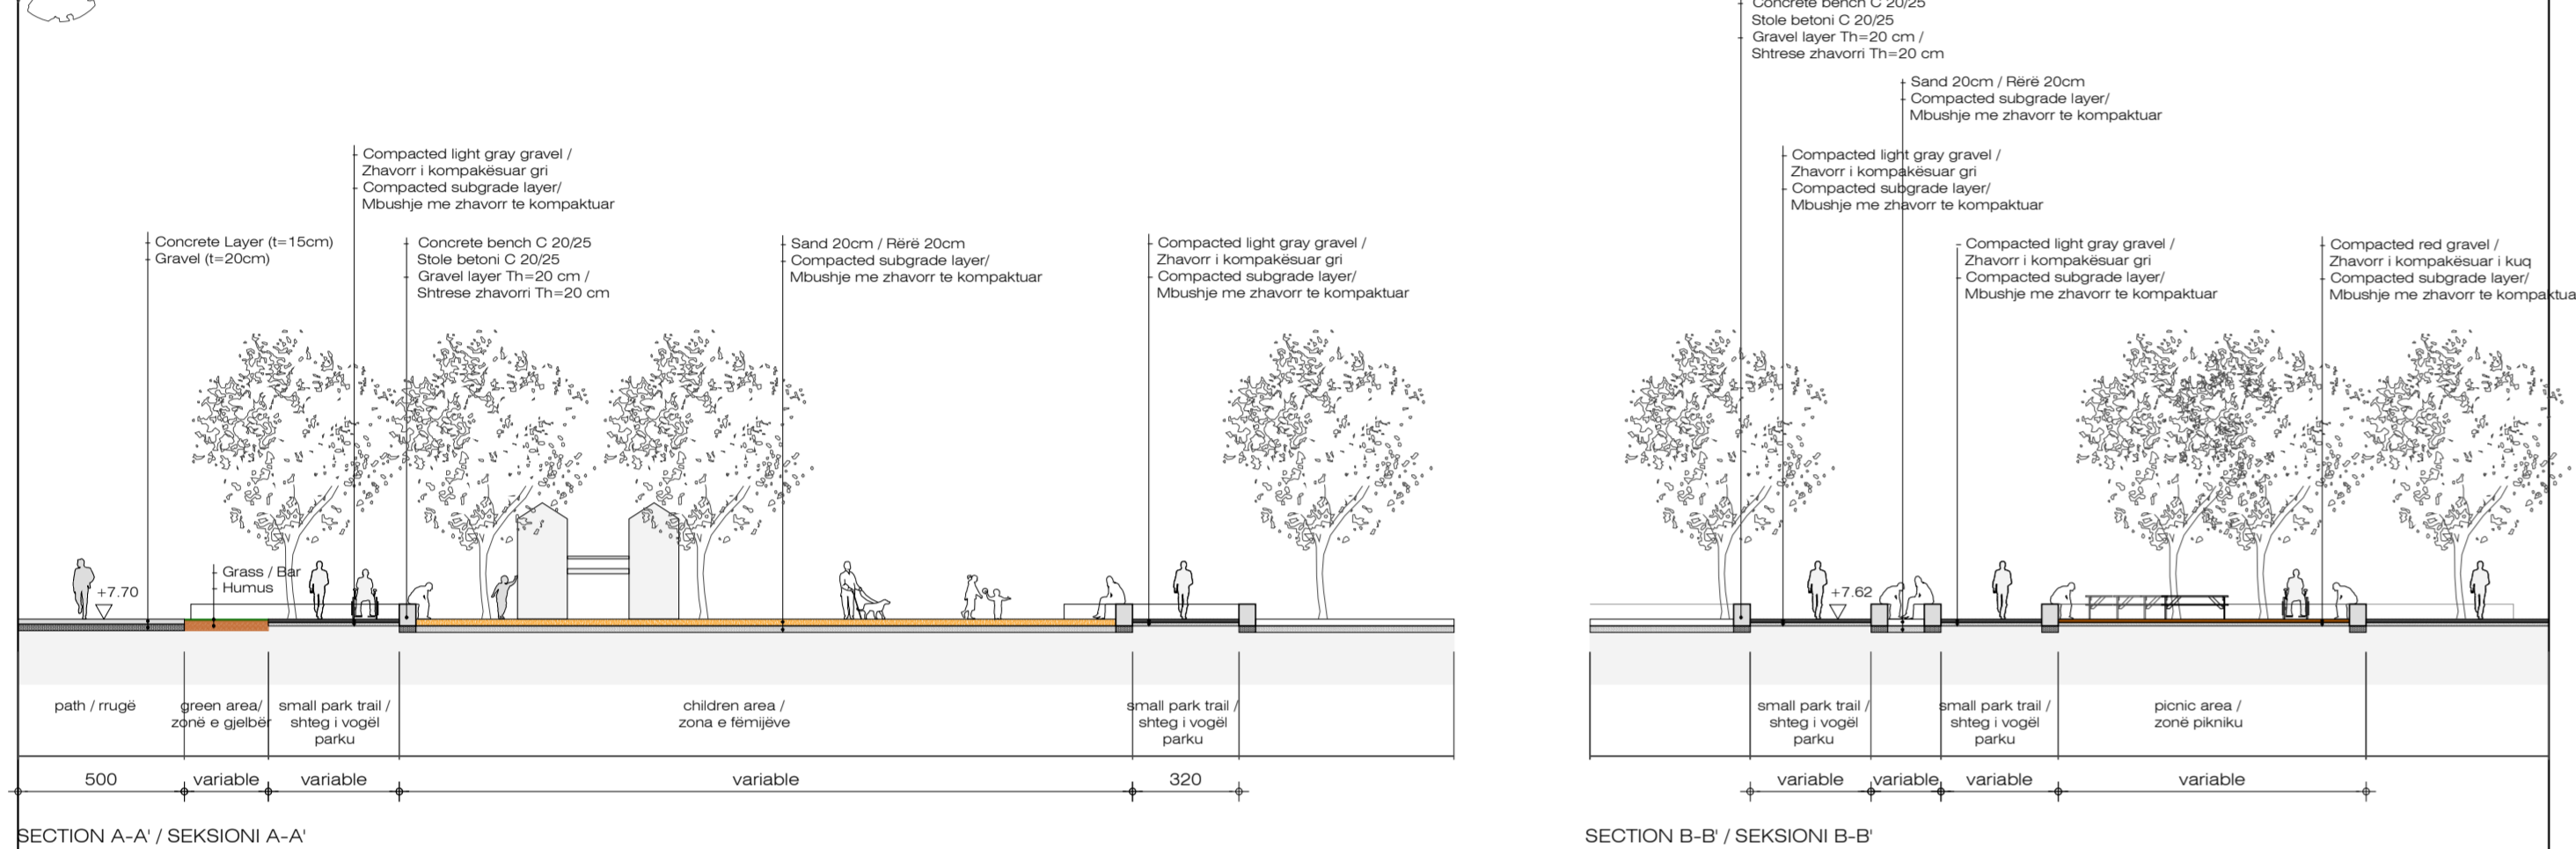 Compacted light gray gravel /
Zhavorr i kompakësuar gri
Compacted subgrade layer/
Mbushje me zhavorr te kompaktuar
Concrete Layer (t=15cm)
Gravel (t=20cm)
Concrete bench C 20/25
Stole betoni C 20/25
Gravel layer Th=20 cm /
Shtrese zhavorri Th=20 cm
Sand 20cm / Rërë 20cm
Compacted subgrade layer/
Mbushje me zhavorr te kompaktuar
Compacted light gray gravel /
Zhavorr i kompakësuar gri
Compacted subgrade layer/
Mbushje me zhavorr te kompaktuar
Grass / Bar
Humus
+7.70
path / rrugë
green area/
zonë e gjelbër
small park trail /
shteg i vogël
parku
children area /
zona e fëmijëve
small park trail /
shteg i vogël
parku
500
variable
variable
variable
320
SECTION A-A' / SEKSIONI A-A'
Concrete bench C 20/25
Stole betoni C 20/25
Gravel layer Th=20 cm /
Shtrese zhavorri Th=20 cm
Sand 20cm / Rërë 20cm
Compacted subgrade layer/
Mbushje me zhavorr te kompaktuar
Compacted light gray gravel /
Zhavorr i kompakësuar gri
Compacted subgrade layer/
Mbushje me zhavorr te kompaktuar
Compacted light gray gravel /
Zhavorr i kompakësuar gri
Compacted subgrade layer/
Mbushje me zhavorr te kompaktuar
Compacted red gravel /
Zhavorr i kompakësuar i kuq
Compacted subgrade layer/
Mbushje me zhavorr te kompaktua
+7.62
small park trail /
shteg i vogël
parku
small park trail /
shteg i vogël
parku
picnic area /
zonë pikniku
variable
variable
variable
variable
SECTION B-B' / SEKSIONI B-B'